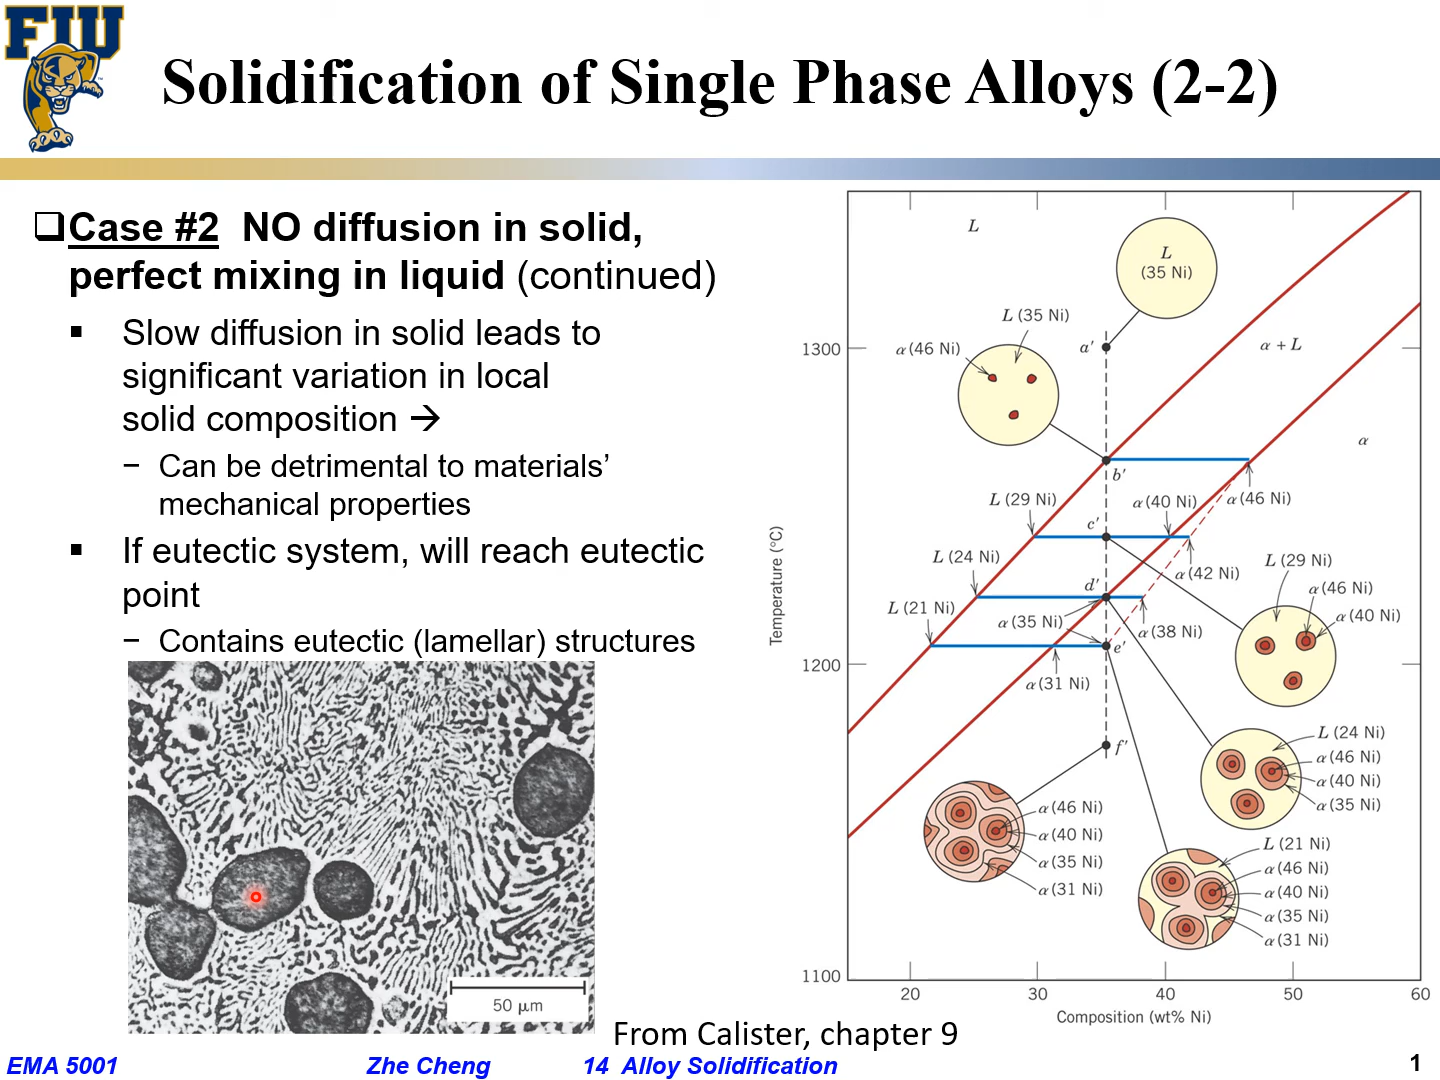 FIU
Solidification of Single Phase Alloys (2-2)
❑Case #2 NO diffusion in solid,
perfect mixing in liquid (continued)
▪ Slow diffusion in solid leads to
significant variation in local
solid composition →
− Can be detrimental to materials’
mechanical properties
▪ If eutectic system, will reach eutectic
point
− Contains eutectic (lamellar) structures
50 μm
From Calister, chapter 9
L
L
(35 Ni)
L (35 Ni)
α (46 Ni)
a′
1300
α + L
α
b′
L (29 Ni)
α (40 Ni)
α (46 Ni)
c′
L (24 Ni)
α (42 Ni)
L (29 Ni)
d′
α (46 Ni)
L (21 Ni)
α (35 Ni)
α (38 Ni)
α (40 Ni)
e′
1200
α (31 Ni)
f′
L (24 Ni)
α (46 Ni)
α (40 Ni)
α (35 Ni)
α (46 Ni)
α (40 Ni)
α (35 Ni)
α (31 Ni)
L (21 Ni)
α (46 Ni)
α (40 Ni)
α (35 Ni)
α (31 Ni)
1100
20 30 40 50 60
Composition (wt% Ni)
Temperature (°C)
EMA 5001 Zhe Cheng 14 Alloy Solidification 1